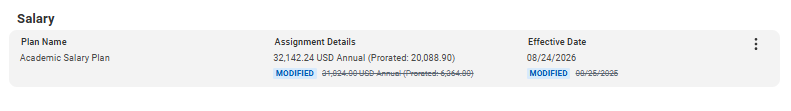 Salary
Plan Name Assignment Details Effective Date
Academic Salary Plan 32,142.24 USD Annual (Prorated: 20,088.90) 08/24/2026
MODIFIED 31,824.00 USD Annual (Prorated: 6,364.80) MODIFIED 08/25/2025